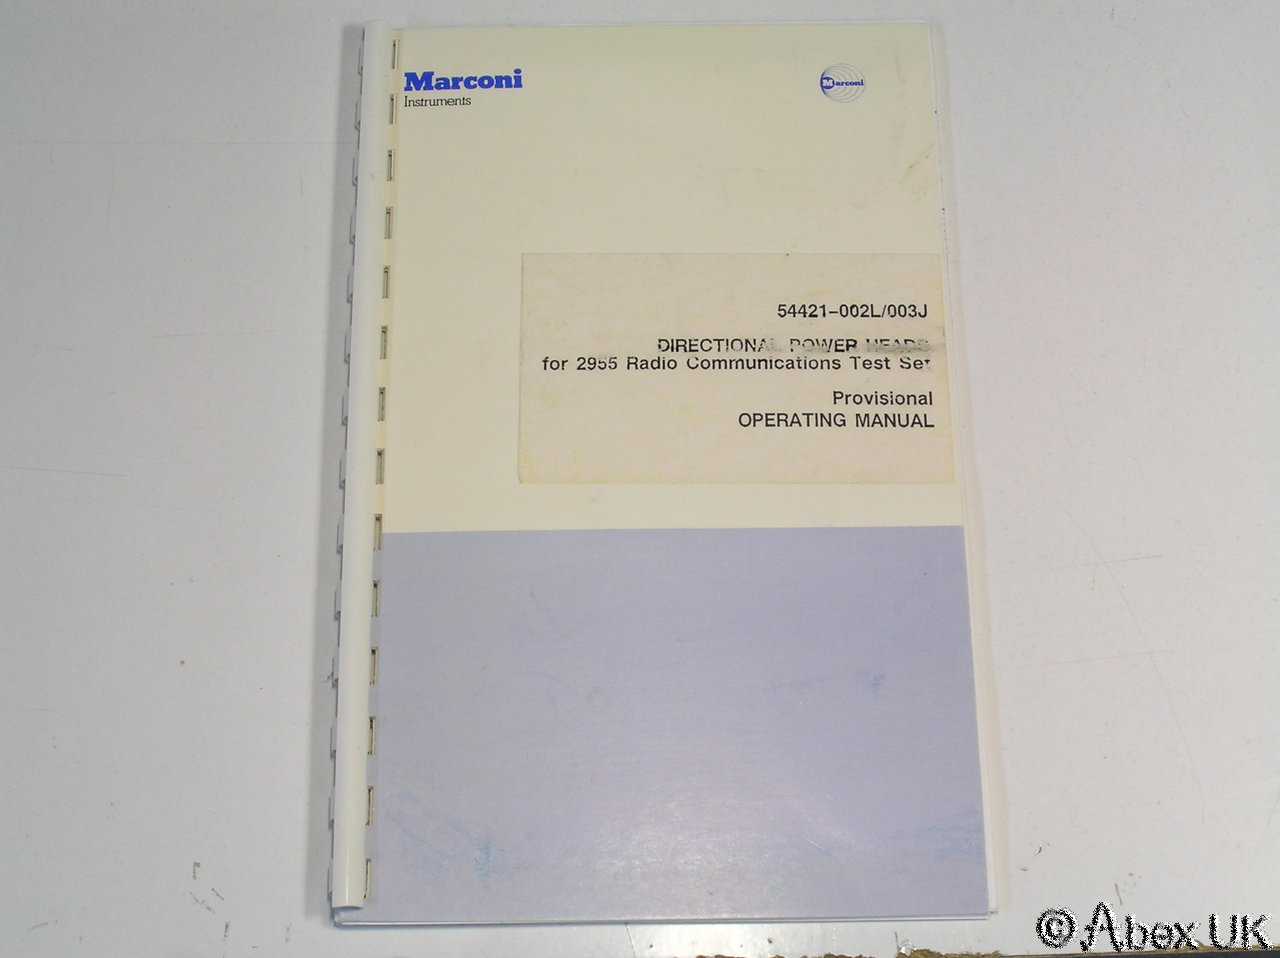 Marconi
Instruments
Marconi
54421-002L/003J
DIRECTIONAL POWER HEADS
for 2955 Radio Communications Test Set
Provisional
OPERATING MANUAL
© Abex UK